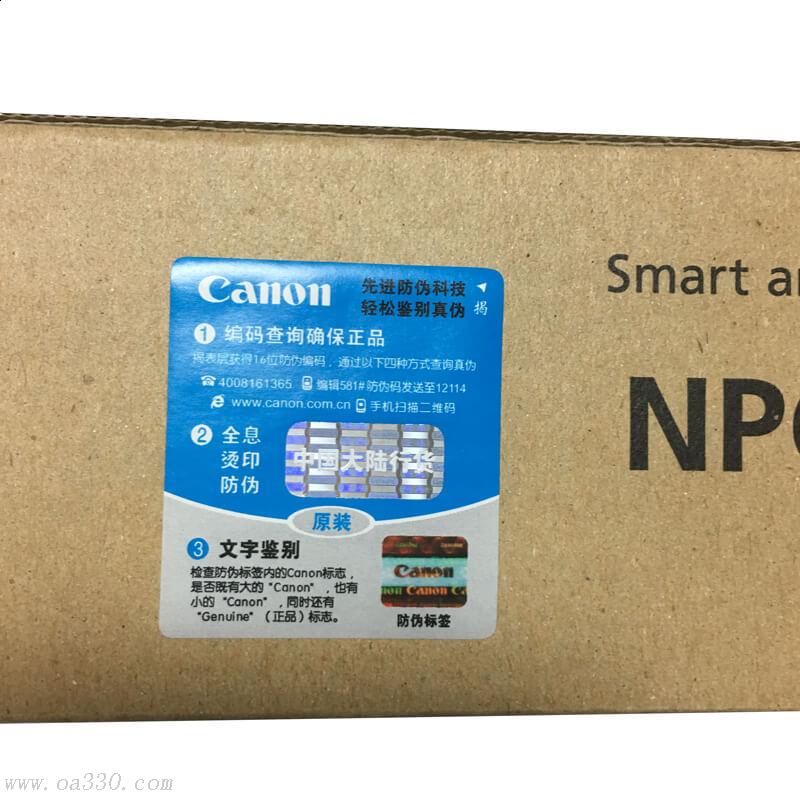 Smart a
NP
Canon
先进防伪科技
轻松鉴别真伪
揭
1 编码查询确保正品
揭表层获得16位防伪编码，通过以下四种方式查询真伪
4008161365 编辑581#防伪码发送至12114
www.canon.com.cn 手机扫描二维码
2 全息
烫印
防伪
中国大陆行货
原装
3 文字鉴别
检查防伪标签内的Canon标志，
是否既有大的“Canon”，也有
小的“Canon”，同时还有
“Genuine”（正品）标志。
Canon
Canon Ca
防伪标签
www.oa330.com